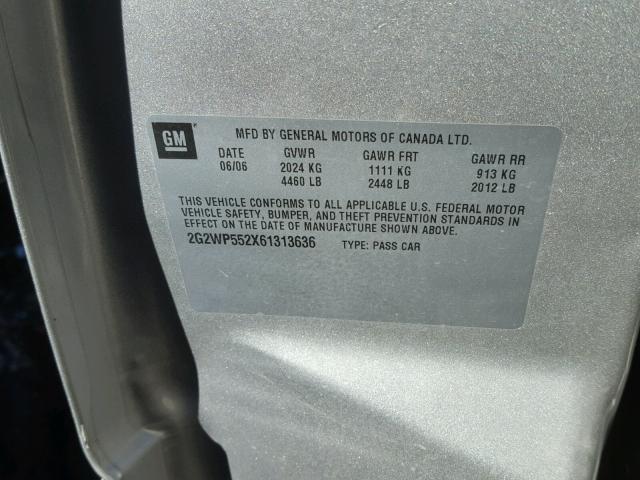 GM MFD BY GENERAL MOTORS OF CANADA LTD.
DATE GVWR GAWR FRT GAWR RR
06/06 2024 KG 1111 KG 913 KG
4460 LB 2448 LB 2012 LB
THIS VEHICLE CONFORMS TO ALL APPLICABLE U.S. FEDERAL MOTOR
VEHICLE SAFETY, BUMPER, AND THEFT PREVENTION STANDARDS IN
EFFECT ON THE DATE OF MANUFACTURE SHOWN ABOVE.
2G2WP552X61313636 TYPE: PASS CAR